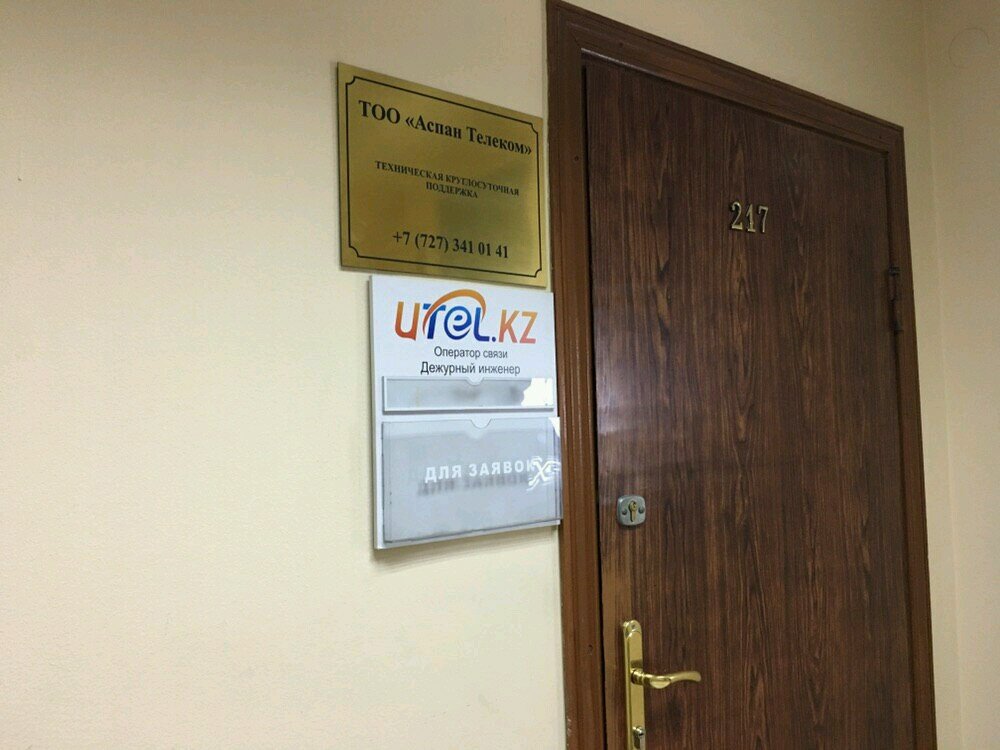 ТОО «Аспан Телеком»
ТЕХНИЧЕСКАЯ КРУГЛОСУТОЧНАЯ
ПОДДЕРЖКА
+7 (727) 341 01 41
uTEL.KZ
Оператор связи
Дежурный инженер
ДЛЯ ЗАЯВОК
217